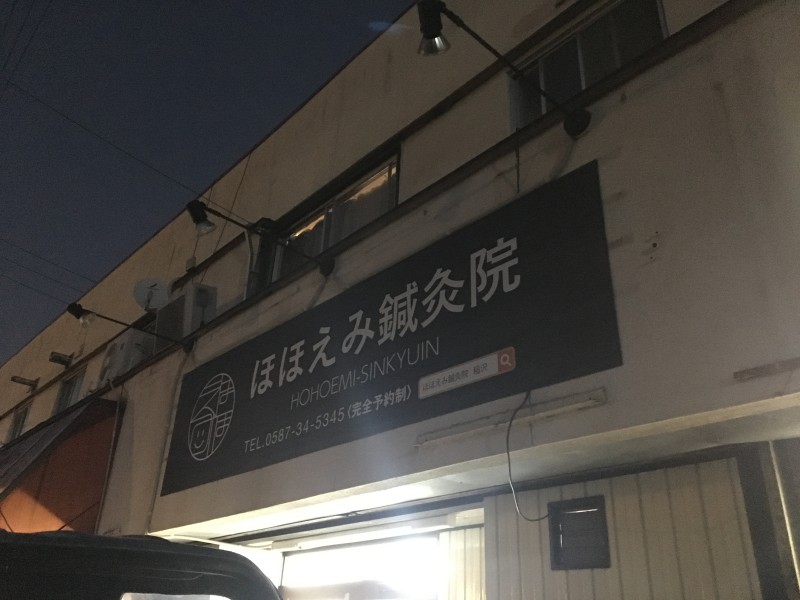 ほほえみ鍼灸院
HOHOEMI-SINKYUIN
TEL.0587-34-5345(完全予約制)
ほほえみ鍼灸院 稲沢